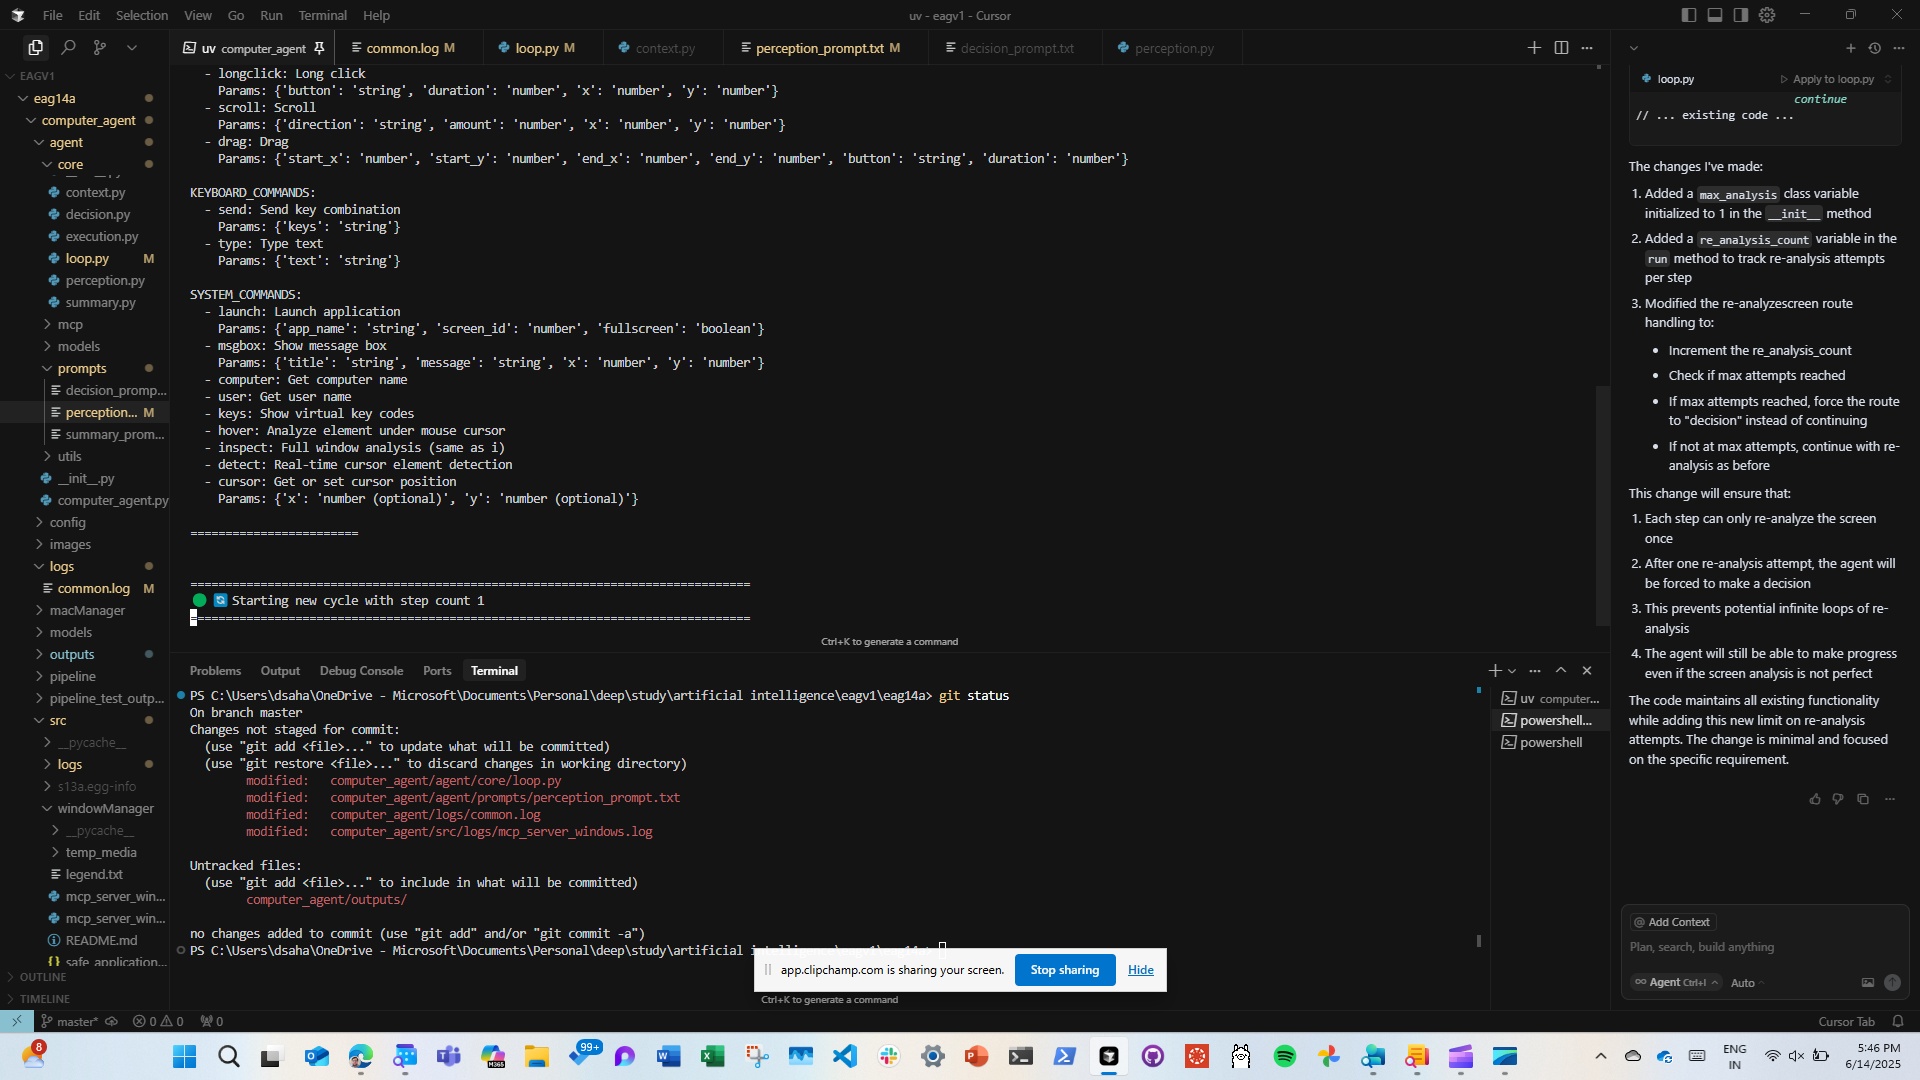 File Edit Selection View Go Run Terminal Help
uv - eagv1 - Cursor
uv computer_agent
common.log M
loop.py M
context.py
perception_prompt.txt M
decision_prompt.txt
perception.py
EAGV1
eag14a
computer_agent
agent
core
context.py
decision.py
execution.py
loop.py M
perception.py
summary.py
mcp
models
prompts
decision_promp...
perception... M
summary_prom...
utils
__init__.py
computer_agent.py
config
images
logs
common.log M
macManager
models
outputs
pipeline
pipeline_test_outp...
src
__pycache__
logs
s13a.egg-info
windowManager
__pycache__
temp_media
legend.txt
mcp_server_win...
mcp_server_win...
README.md
safe_application...
OUTLINE
TIMELINE
- longclick: Long click
Params: {'button': 'string', 'duration': 'number', 'x': 'number', 'y': 'number'}
- scroll: Scroll
Params: {'direction': 'string', 'amount': 'number', 'x': 'number', 'y': 'number'}
- drag: Drag
Params: {'start_x': 'number', 'start_y': 'number', 'end_x': 'number', 'end_y': 'number', 'button': 'string', 'duration': 'number'}
KEYBOARD_COMMANDS:
- send: Send key combination
Params: {'keys': 'string'}
- type: Type text
Params: {'text': 'string'}
SYSTEM_COMMANDS:
- launch: Launch application
Params: {'app_name': 'string', 'screen_id': 'number', 'fullscreen': 'boolean'}
- msgbox: Show message box
Params: {'title': 'string', 'message': 'string', 'x': 'number', 'y': 'number'}
- computer: Get computer name
- user: Get user name
- keys: Show virtual key codes
- hover: Analyze element under mouse cursor
- inspect: Full window analysis (same as i)
- detect: Real-time cursor element detection
- cursor: Get or set cursor position
Params: {'x': 'number (optional)', 'y': 'number (optional)'}
========================
================================================================================
Starting new cycle with step count 1
================================================================================
Ctrl+K to generate a command
Problems Output Debug Console Ports Terminal
PS C:\Users\dsaha\OneDrive - Microsoft\Documents\Personal\deep\study\artificial intelligence\eagv1\eag14a> git status
On branch master
Changes not staged for commit:
(use "git add <file>..." to update what will be committed)
(use "git restore <file>..." to discard changes in working directory)
modified: computer_agent/agent/core/loop.py
modified: computer_agent/agent/prompts/perception_prompt.txt
modified: computer_agent/logs/common.log
modified: computer_agent/src/logs/mcp_server_windows.log
Untracked files:
(use "git add <file>..." to include in what will be committed)
computer_agent/outputs/
no changes added to commit (use "git add" and/or "git commit -a")
PS C:\Users\dsaha\OneDrive - Microsoft\Documents\Personal\deep\study\artificial intelligence\eagv1\eag14a>
app.clipchamp.com is sharing your screen. Stop sharing Hide
Ctrl+K to generate a command
uv computer...
powershell...
powershell
loop.py Apply to loop.py
continue
// ... existing code ...
The changes I've made:
1. Added a max_analysis class variable
initialized to 1 in the __init__ method
2. Added a re_analysis_count variable in the
run method to track re-analysis attempts
per step
3. Modified the re-analyzescreen route
handling to:
• Increment the re_analysis_count
• Check if max attempts reached
• If max attempts reached, force the route
to "decision" instead of continuing
• If not at max attempts, continue with re-
analysis as before
This change will ensure that:
1. Each step can only re-analyze the screen
once
2. After one re-analysis attempt, the agent will
be forced to make a decision
3. This prevents potential infinite loops of re-
analysis
4. The agent will still be able to make progress
even if the screen analysis is not perfect
The code maintains all existing functionality
while adding this new limit on re-analysis
attempts. The change is minimal and focused
on the specific requirement.
@ Add Context
Plan, search, build anything
Agent Ctrl+I Auto
master* 0 0 0
Cursor Tab
8
99+
M365
ENG
IN
5:46 PM
6/14/2025